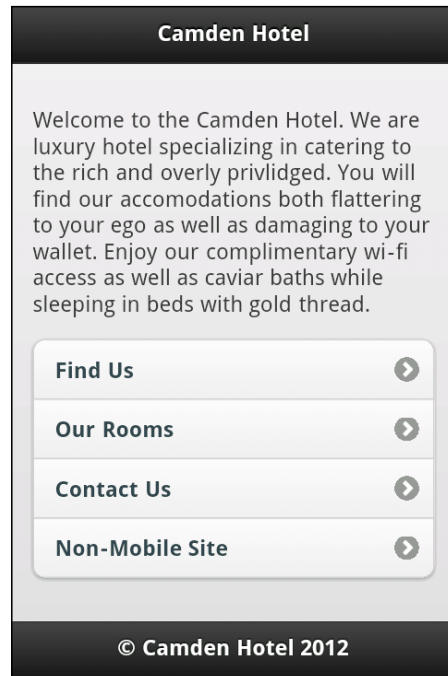 Camden Hotel
Welcome to the Camden Hotel. We are
luxury hotel specializing in catering to
the rich and overly privlidged. You will
find our accomodations both flattering
to your ego as well as damaging to your
wallet. Enjoy our complimentary wi-fi
access as well as caviar baths while
sleeping in beds with gold thread.
Find Us
Our Rooms
Contact Us
Non-Mobile Site
© Camden Hotel 2012